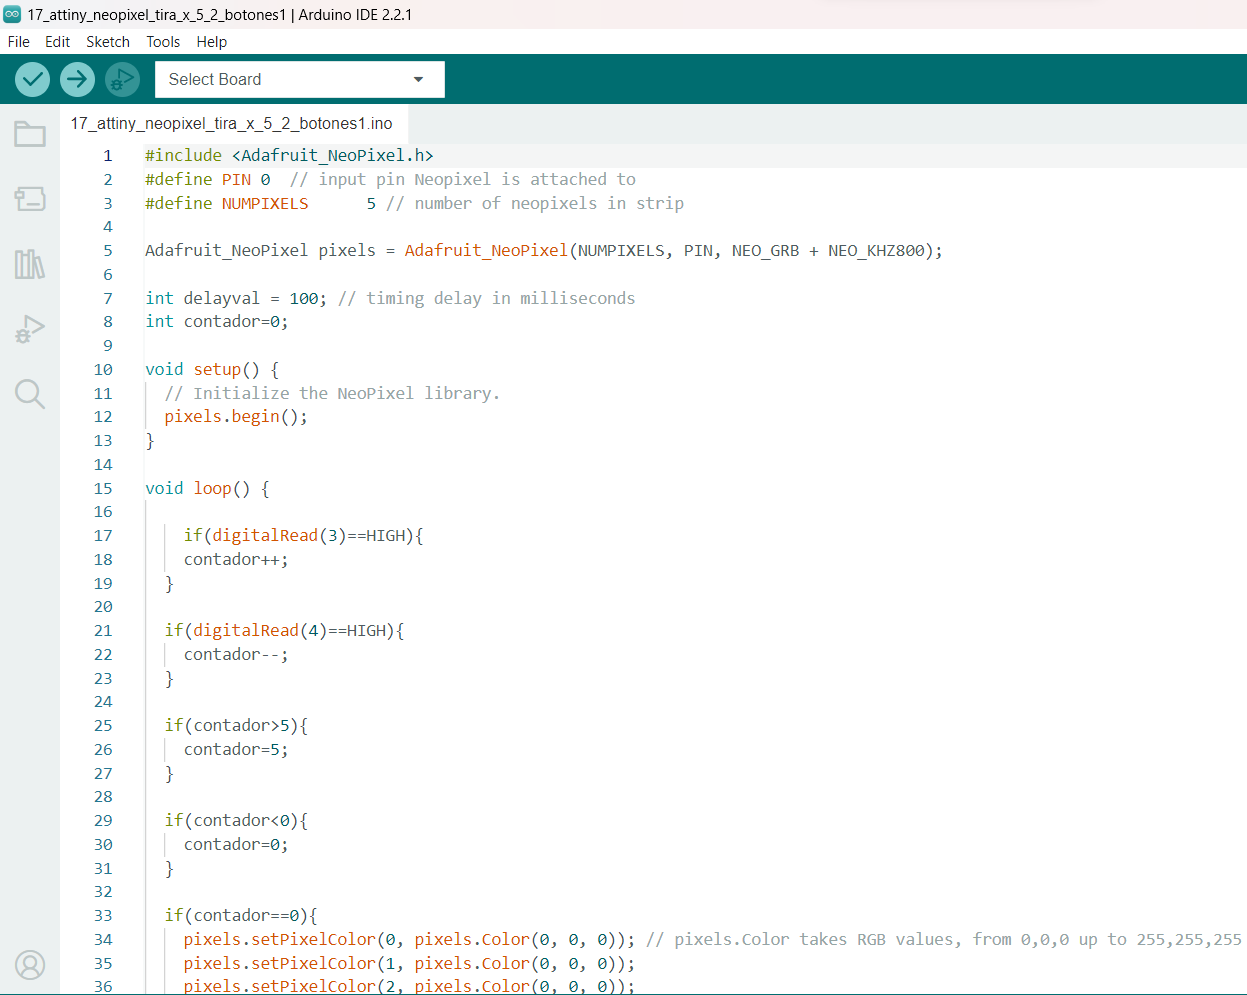 17_attiny_neopixel_tira_x_5_2_botones1 | Arduino IDE 2.2.1
File Edit Sketch Tools Help
Select Board
17_attiny_neopixel_tira_x_5_2_botones1.ino
1 #include <Adafruit_NeoPixel.h>
2 #define PIN 0  // input pin Neopixel is attached to
3 #define NUMPIXELS      5 // number of neopixels in strip
4
5 Adafruit_NeoPixel pixels = Adafruit_NeoPixel(NUMPIXELS, PIN, NEO_GRB + NEO_KHZ800);
6
7 int delayval = 100; // timing delay in milliseconds
8 int contador=0;
9
10 void setup() {
11   // Initialize the NeoPixel library.
12   pixels.begin();
13 }
14
15 void loop() {
16
17     if(digitalRead(3)==HIGH){
18     contador++;
19   }
20
21   if(digitalRead(4)==HIGH){
22     contador--;
23   }
24
25   if(contador>5){
26     contador=5;
27   }
28
29   if(contador<0){
30     contador=0;
31   }
32
33   if(contador==0){
34     pixels.setPixelColor(0, pixels.Color(0, 0, 0)); // pixels.Color takes RGB values, from 0,0,0 up to 255,255,255
35     pixels.setPixelColor(1, pixels.Color(0, 0, 0));
36     pixels.setPixelColor(2, pixels.Color(0, 0, 0));